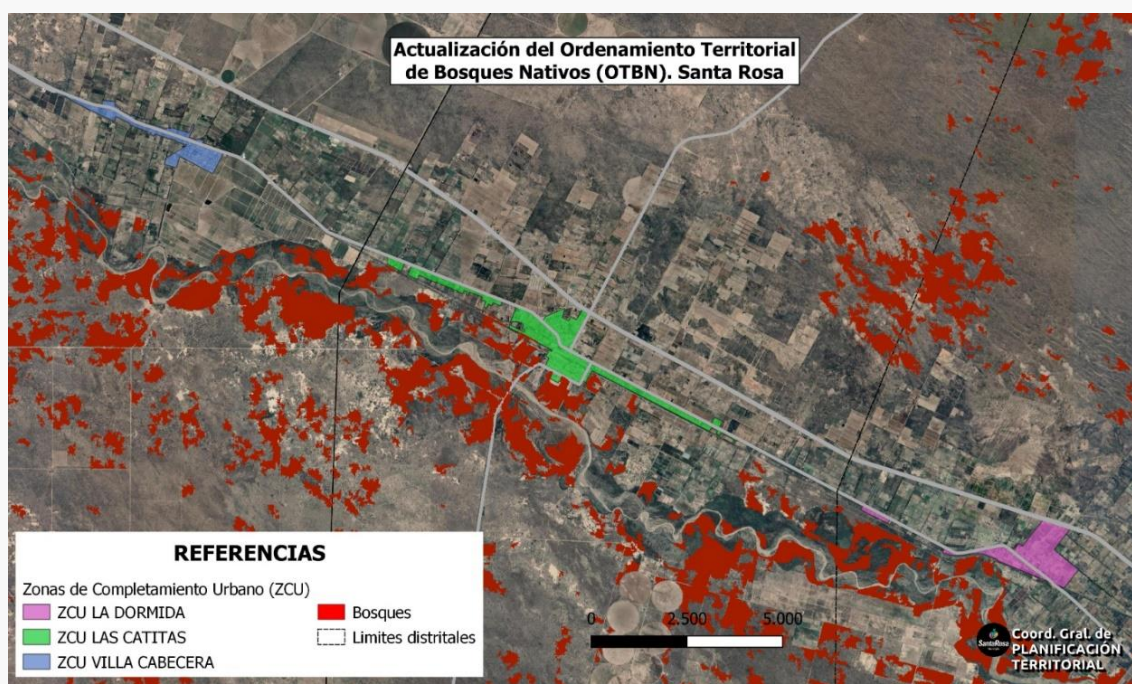 Actualización del Ordenamiento Territorial
de Bosques Nativos (OTBN). Santa Rosa
REFERENCIAS
Zonas de Completamiento Urbano (ZCU)
ZCU LA DORMIDA
ZCU LAS CATITAS
ZCU VILLA CABECERA
Bosques
Limites distritales
0 2.500 5.000
SantaRosa
Coord. Gral. de
PLANIFICACIÓN
TERRITORIAL